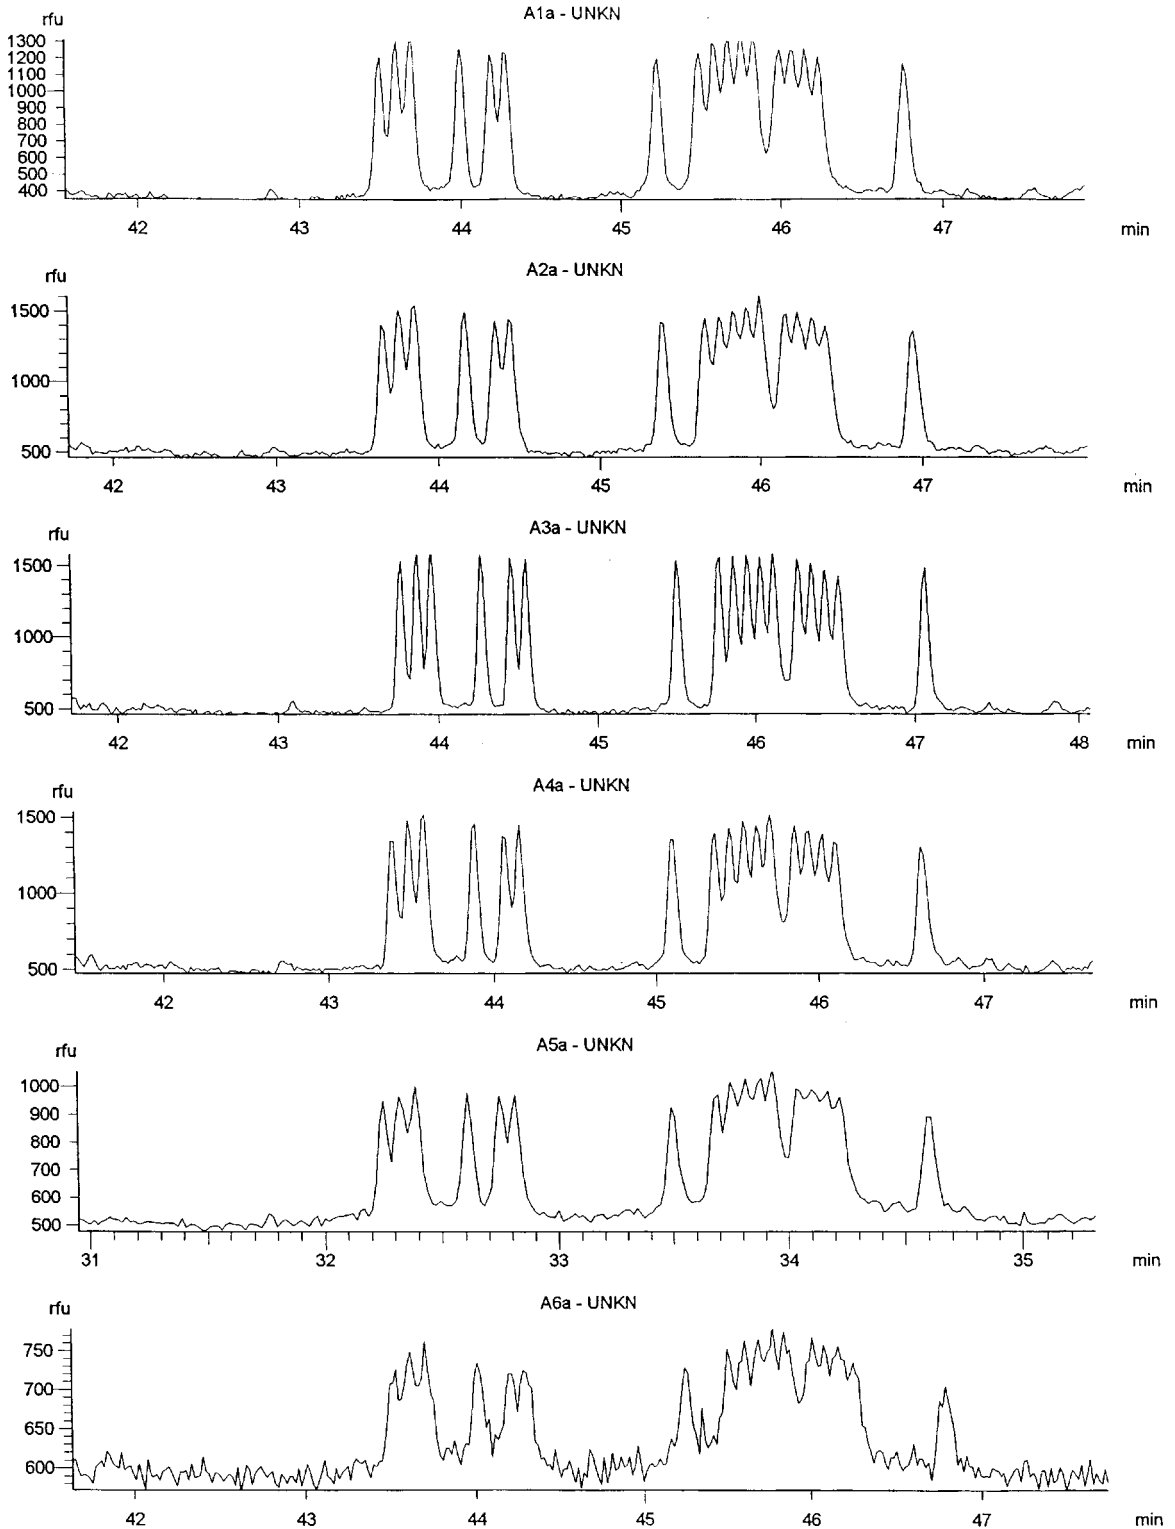 A1a - UNKN
rfu
1300
1200
1100
1000
900
800
700
600
500
400
42 43 44 45 46 47 min
A2a - UNKN
rfu
1500
1000
500
42 43 44 45 46 47 min
A3a - UNKN
rfu
1500
1000
500
42 43 44 45 46 47 48 min
A4a - UNKN
rfu
1500
1000
500
42 43 44 45 46 47 min
A5a - UNKN
rfu
1000
900
800
700
600
500
31 32 33 34 35 min
A6a - UNKN
rfu
750
700
650
600
42 43 44 45 46 47 min